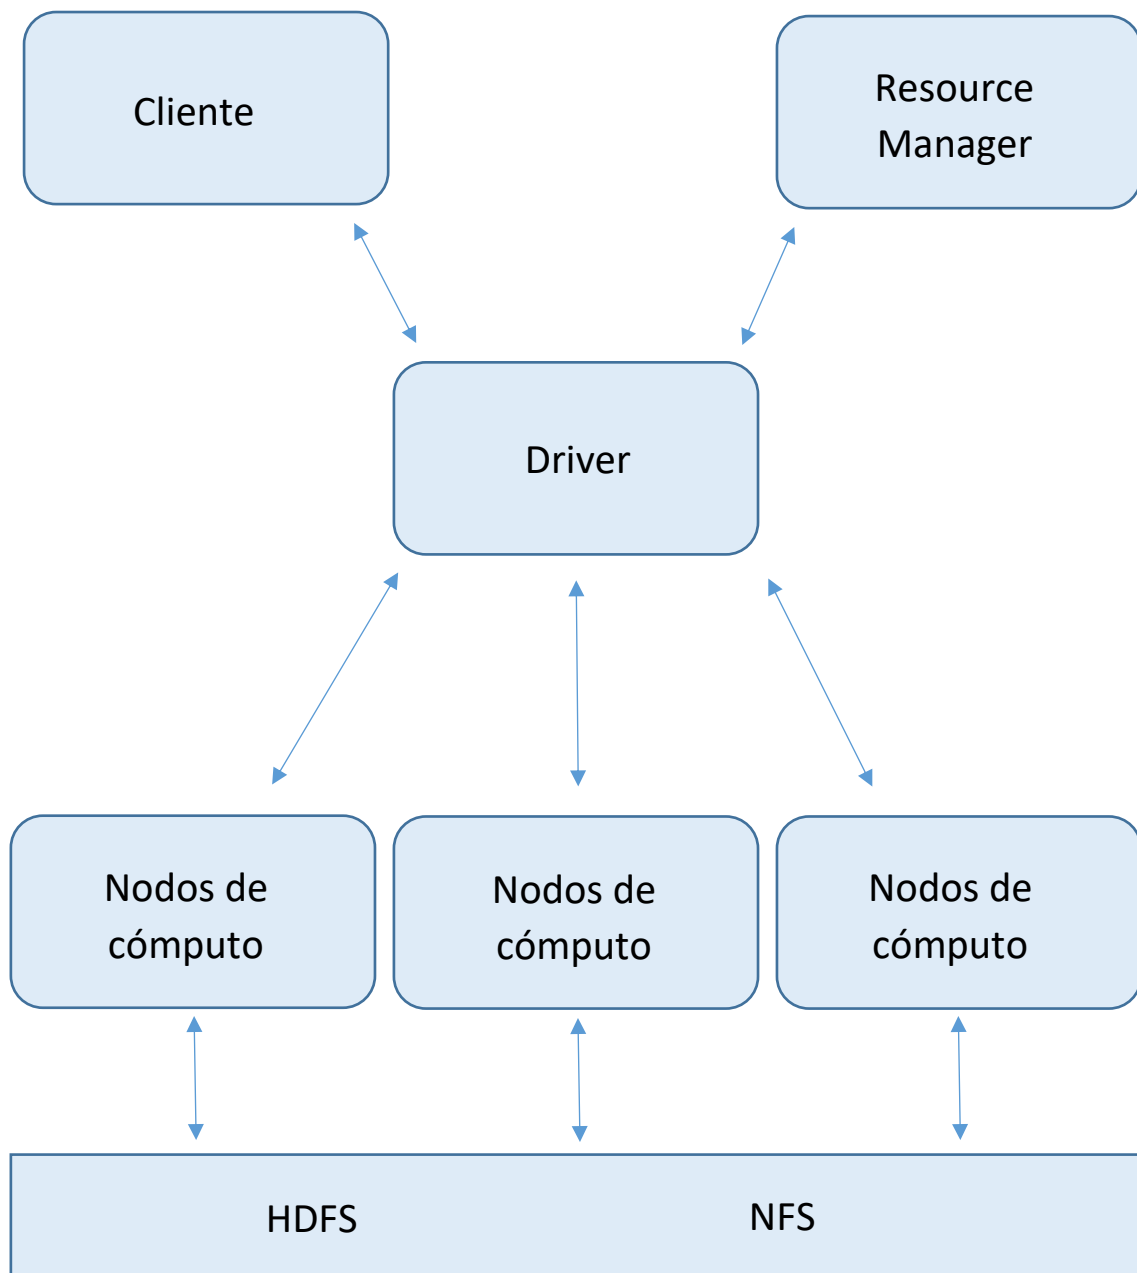 Cliente
Resource
Manager
Driver
Nodos de
cómputo
Nodos de
cómputo
Nodos de
cómputo
HDFS
NFS